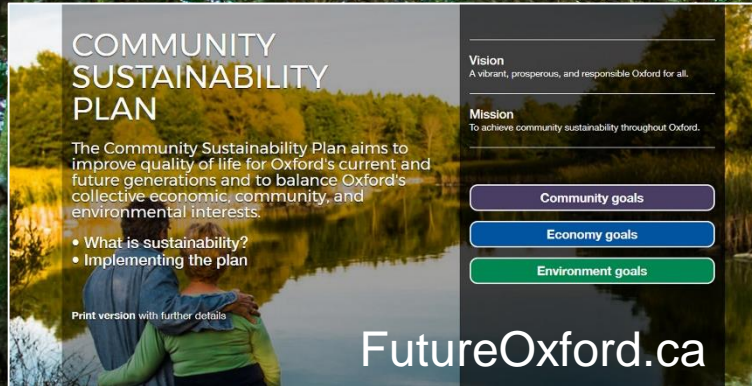 COMMUNITY
SUSTAINABILITY
PLAN
The Community Sustainability Plan aims to
improve quality of life for Oxford's current and
future generations and to balance Oxford's
collective economic, community, and
environmental interests.
• What is sustainability?
• Implementing the plan
Print version with further details
Vision
A vibrant, prosperous, and responsible Oxford for all.
Mission
To achieve community sustainability throughout Oxford.
Community goals
Economy goals
Environment goals
FutureOxford.ca